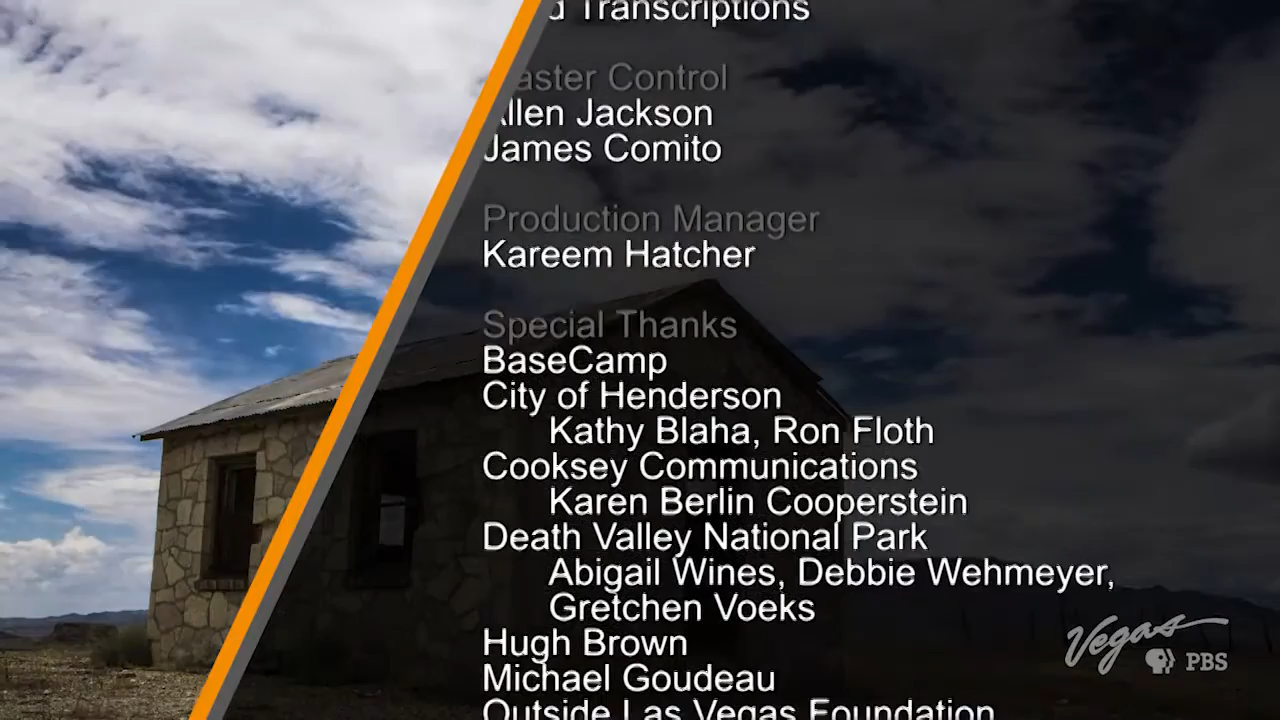 Transcriptions
Master Control
Allen Jackson
James Comito
Production Manager
Kareem Hatcher
Special Thanks
BaseCamp
City of Henderson
Kathy Blaha, Ron Floth
Cooksey Communications
Karen Berlin Cooperstein
Death Valley National Park
Abigail Wines, Debbie Wehmeyer,
Gretchen Voeks
Hugh Brown
Michael Goudeau
Outside Las Vegas Foundation
Vegas
PBS